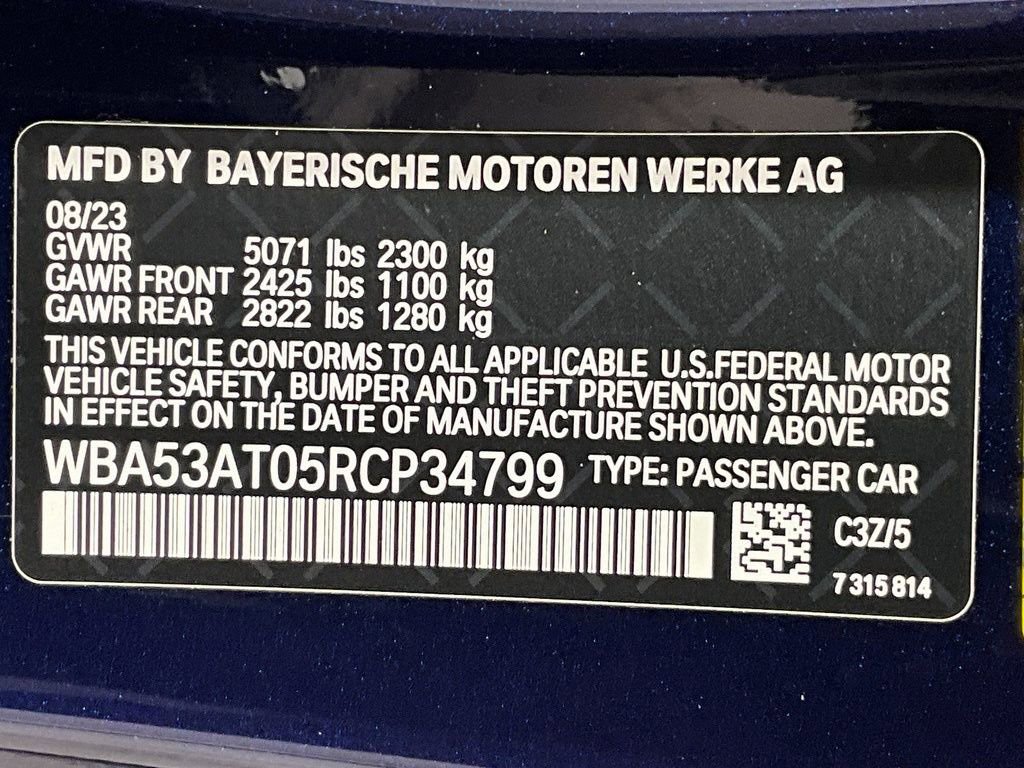 MFD BY BAYERISCHE MOTOREN WERKE AG
08/23
GVWR 5071 lbs 2300 kg
GAWR FRONT 2425 lbs 1100 kg
GAWR REAR 2822 lbs 1280 kg
THIS VEHICLE CONFORMS TO ALL APPLICABLE U.S.FEDERAL MOTOR
VEHICLE SAFETY, BUMPER AND THEFT PREVENTION STANDARDS
IN EFFECT ON THE DATE OF MANUFACTURE SHOWN ABOVE.
WBA53AT05RCP34799 TYPE: PASSENGER CAR
C3Z/5
7 315 814